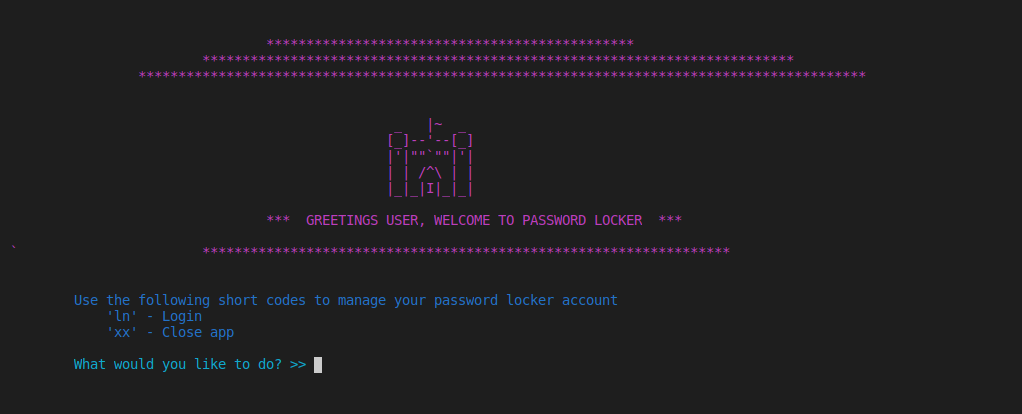 **********************************************
**************************************************************************
*******************************************************************************************
_   |~  _
[_]--'--[_]
|'|""`""|'|
| | /^\ | |
|_|_|I|_|_|
***  GREETINGS USER, WELCOME TO PASSWORD LOCKER  ***
`                       ******************************************************************
Use the following short codes to manage your password locker account
'ln' - Login
'xx' - Close app
What would you like to do? >>